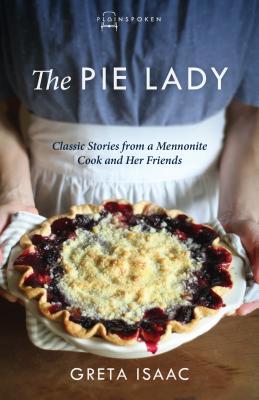 PLAINSPOKEN
The PIE LADY
Classic Stories from a Mennonite
Cook and Her Friends
GRETA ISAAC